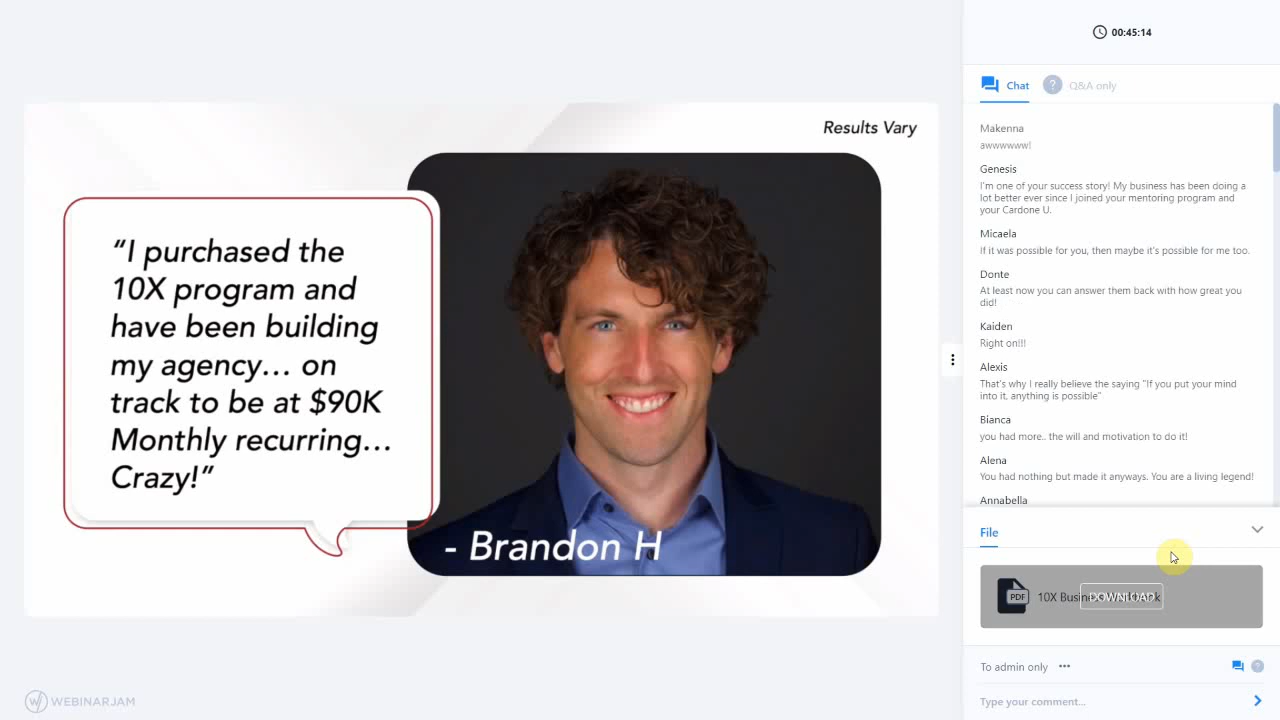 Results Vary
“I purchased the
10X program and
have been building
my agency... on
track to be at $90K
Monthly recurring...
Crazy!”
- Brandon H
WEBINARJAM
00:45:14
Chat
? Q&A only
Makenna
awwwwww!
Genesis
I'm one of your success story! My business has been doing a
lot better ever since I joined your mentoring program and
your Cardone U.
Micaela
If it was possible for you, then maybe it's possible for me too.
Donte
At least now you can answer them back with how great you
did!
Kaiden
Right on!!!
Alexis
That's why I really believe the saying "If you put your mind
into it, anything is possible"
Bianca
you had more.. the will and motivation to do it!
Alena
You had nothing but made it anyways. You are a living legend!
Annabella
File
PDF
10X
DOWNLOAD
To admin only
?
Type your comment...